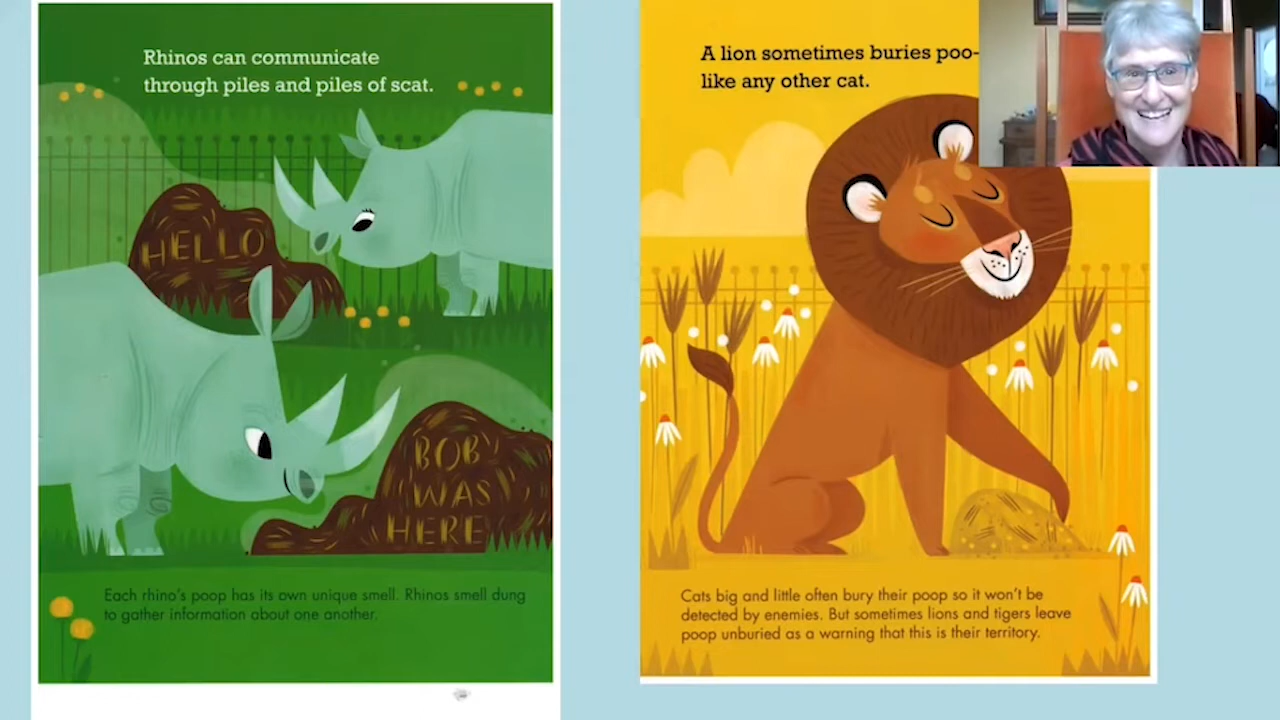 Rhinos can communicate
through piles and piles of scat.
HELLO
BOB
WAS
HERE
Each rhino's poop has its own unique smell. Rhinos smell dung
to gather information about one another.
A lion sometimes buries poo-
like any other cat.
Cats big and little often bury their poop so it won't be
detected by enemies. But sometimes lions and tigers leave
poop unburied as a warning that this is their territory.